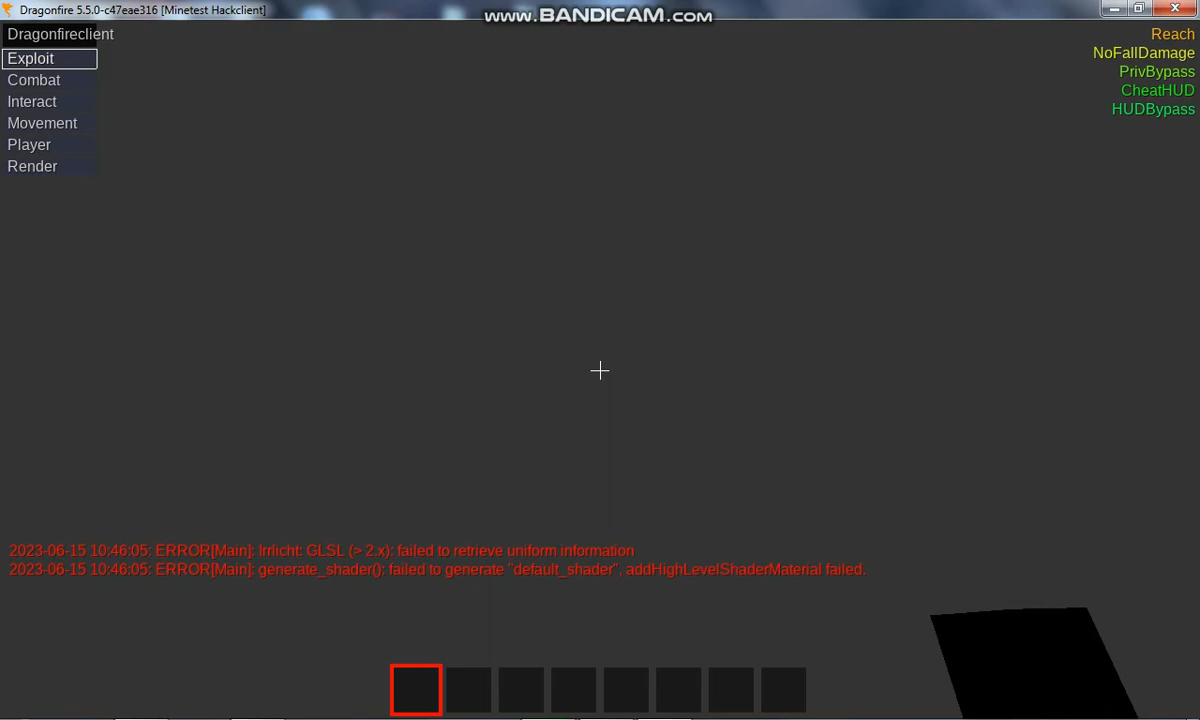 Dragonfire 5.5.0-c47eae316 [Minetest Hackclient]
WWW.BANDICAM.COM
Dragonfireclient
Exploit
Combat
Interact
Movement
Player
Render
Reach
NoFallDamage
PrivBypass
CheatHUD
HUDBypass
2023-06-15 10:46:05: ERROR[Main]: Irrlicht: GLSL (> 2.x): failed to retrieve uniform information
2023-06-15 10:46:05: ERROR[Main]: generate_shader(): failed to generate "default_shader", addHighLevelShaderMaterial failed.